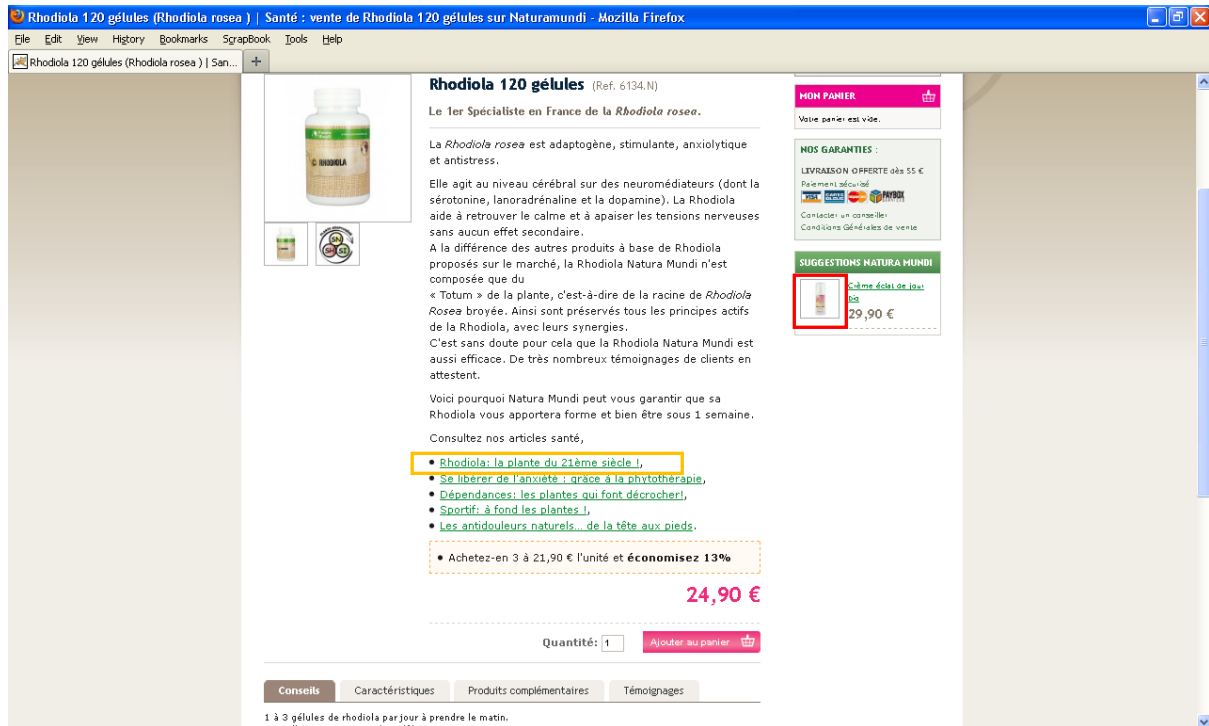 Rhodiola 120 gélules (Rhodiola rosea ) | Santé : vente de Rhodiola 120 gélules sur Naturamundi - Mozilla Firefox
File Edit View History Bookmarks ScrapBook Tools Help
Rhodiola 120 gélules (Rhodiola rosea ) | San...
Rhodiola 120 gélules (Ref. 6134.N)
Le 1er Spécialiste en France de la Rhodiola rosea.
La Rhodiola rosea est adaptogène, stimulante, anxiolytique
et antistress.
Elle agit au niveau cérébral sur des neuromédiateurs (dont la
sérotonine, lanoradrénaline et la dopamine). La Rhodiola
aide à retrouver le calme et à apaiser les tensions nerveuses
sans aucun effet secondaire.
A la différence des autres produits à base de Rhodiola
proposés sur le marché, la Rhodiola Natura Mundi n'est
composée que du
« Totum » de la plante, c'est-à-dire de la racine de Rhodiola
Rosea broyée. Ainsi sont préservés tous les principes actifs
de la Rhodiola, avec leurs synergies.
C'est sans doute pour cela que la Rhodiola Natura Mundi est
aussi efficace. De très nombreux témoignages de clients en
attestent.
Voici pourquoi Natura Mundi peut vous garantir que sa
Rhodiola vous apportera forme et bien être sous 1 semaine.
Consultez nos articles santé,
• Rhodiola: la plante du 21ème siècle !,
• Se libérer de l'anxiété : grâce à la phytothérapie,
• Dépendances: les plantes qui font décrocher!,
• Sportif: à fond les plantes !,
• Les antidouleurs naturels... de la tête aux pieds.
• Achetez-en 3 à 21,90 € l'unité et économisez 13%
24,90 €
Quantité: 1 Ajouter au panier
Conseils Caractéristiques Produits complémentaires Témoignages
1 à 3 gélules de rhodiola par jour à prendre le matin.
RHODIOLA
SN
SH SI
MON PANIER
Votre panier est vide.
NOS GARANTIES :
LIVRAISON OFFERTE dès 55 €
Paiement sécurisé
VISA CARTE BLEUE PAYBOX
Contacter un conseiller
Conditions Générales de vente
SUGGESTIONS NATURA MUNDI
Crème éclat de jour
Bio
29,90 €